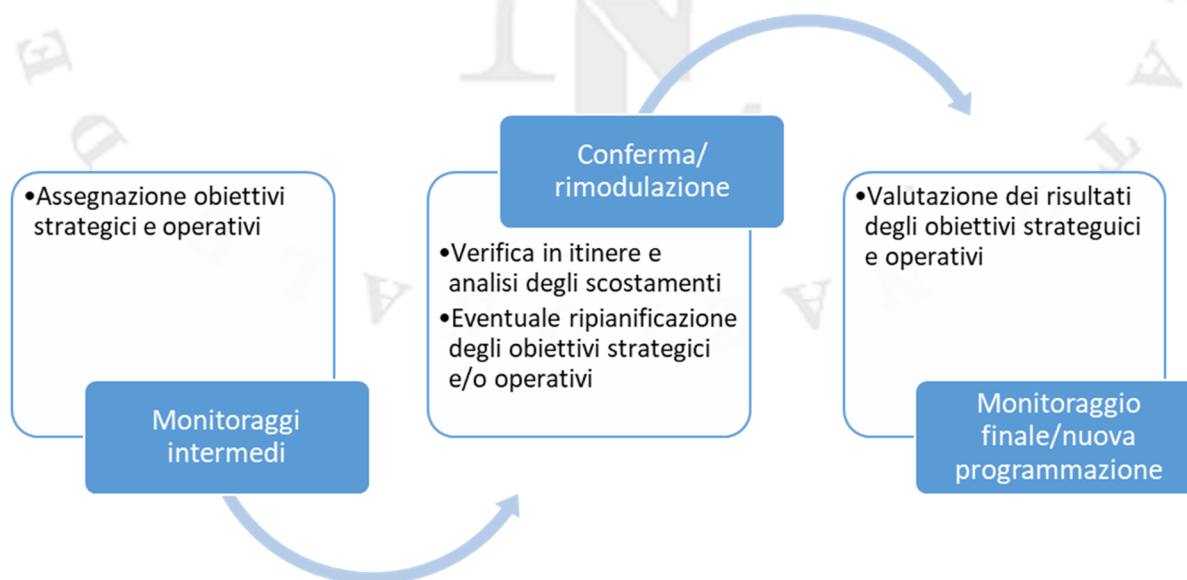 •Assegnazione obiettivi
strategici e operativi
Monitoraggi
intermedi
Conferma/
rimodulazione
•Verifica in itinere e
analisi degli scostamenti
•Eventuale ripianificazione
degli obiettivi strategici
e/o operativi
•Valutazione dei risultati
degli obiettivi strateguici
e operativi
Monitoraggio
finale/nuova
programmazione